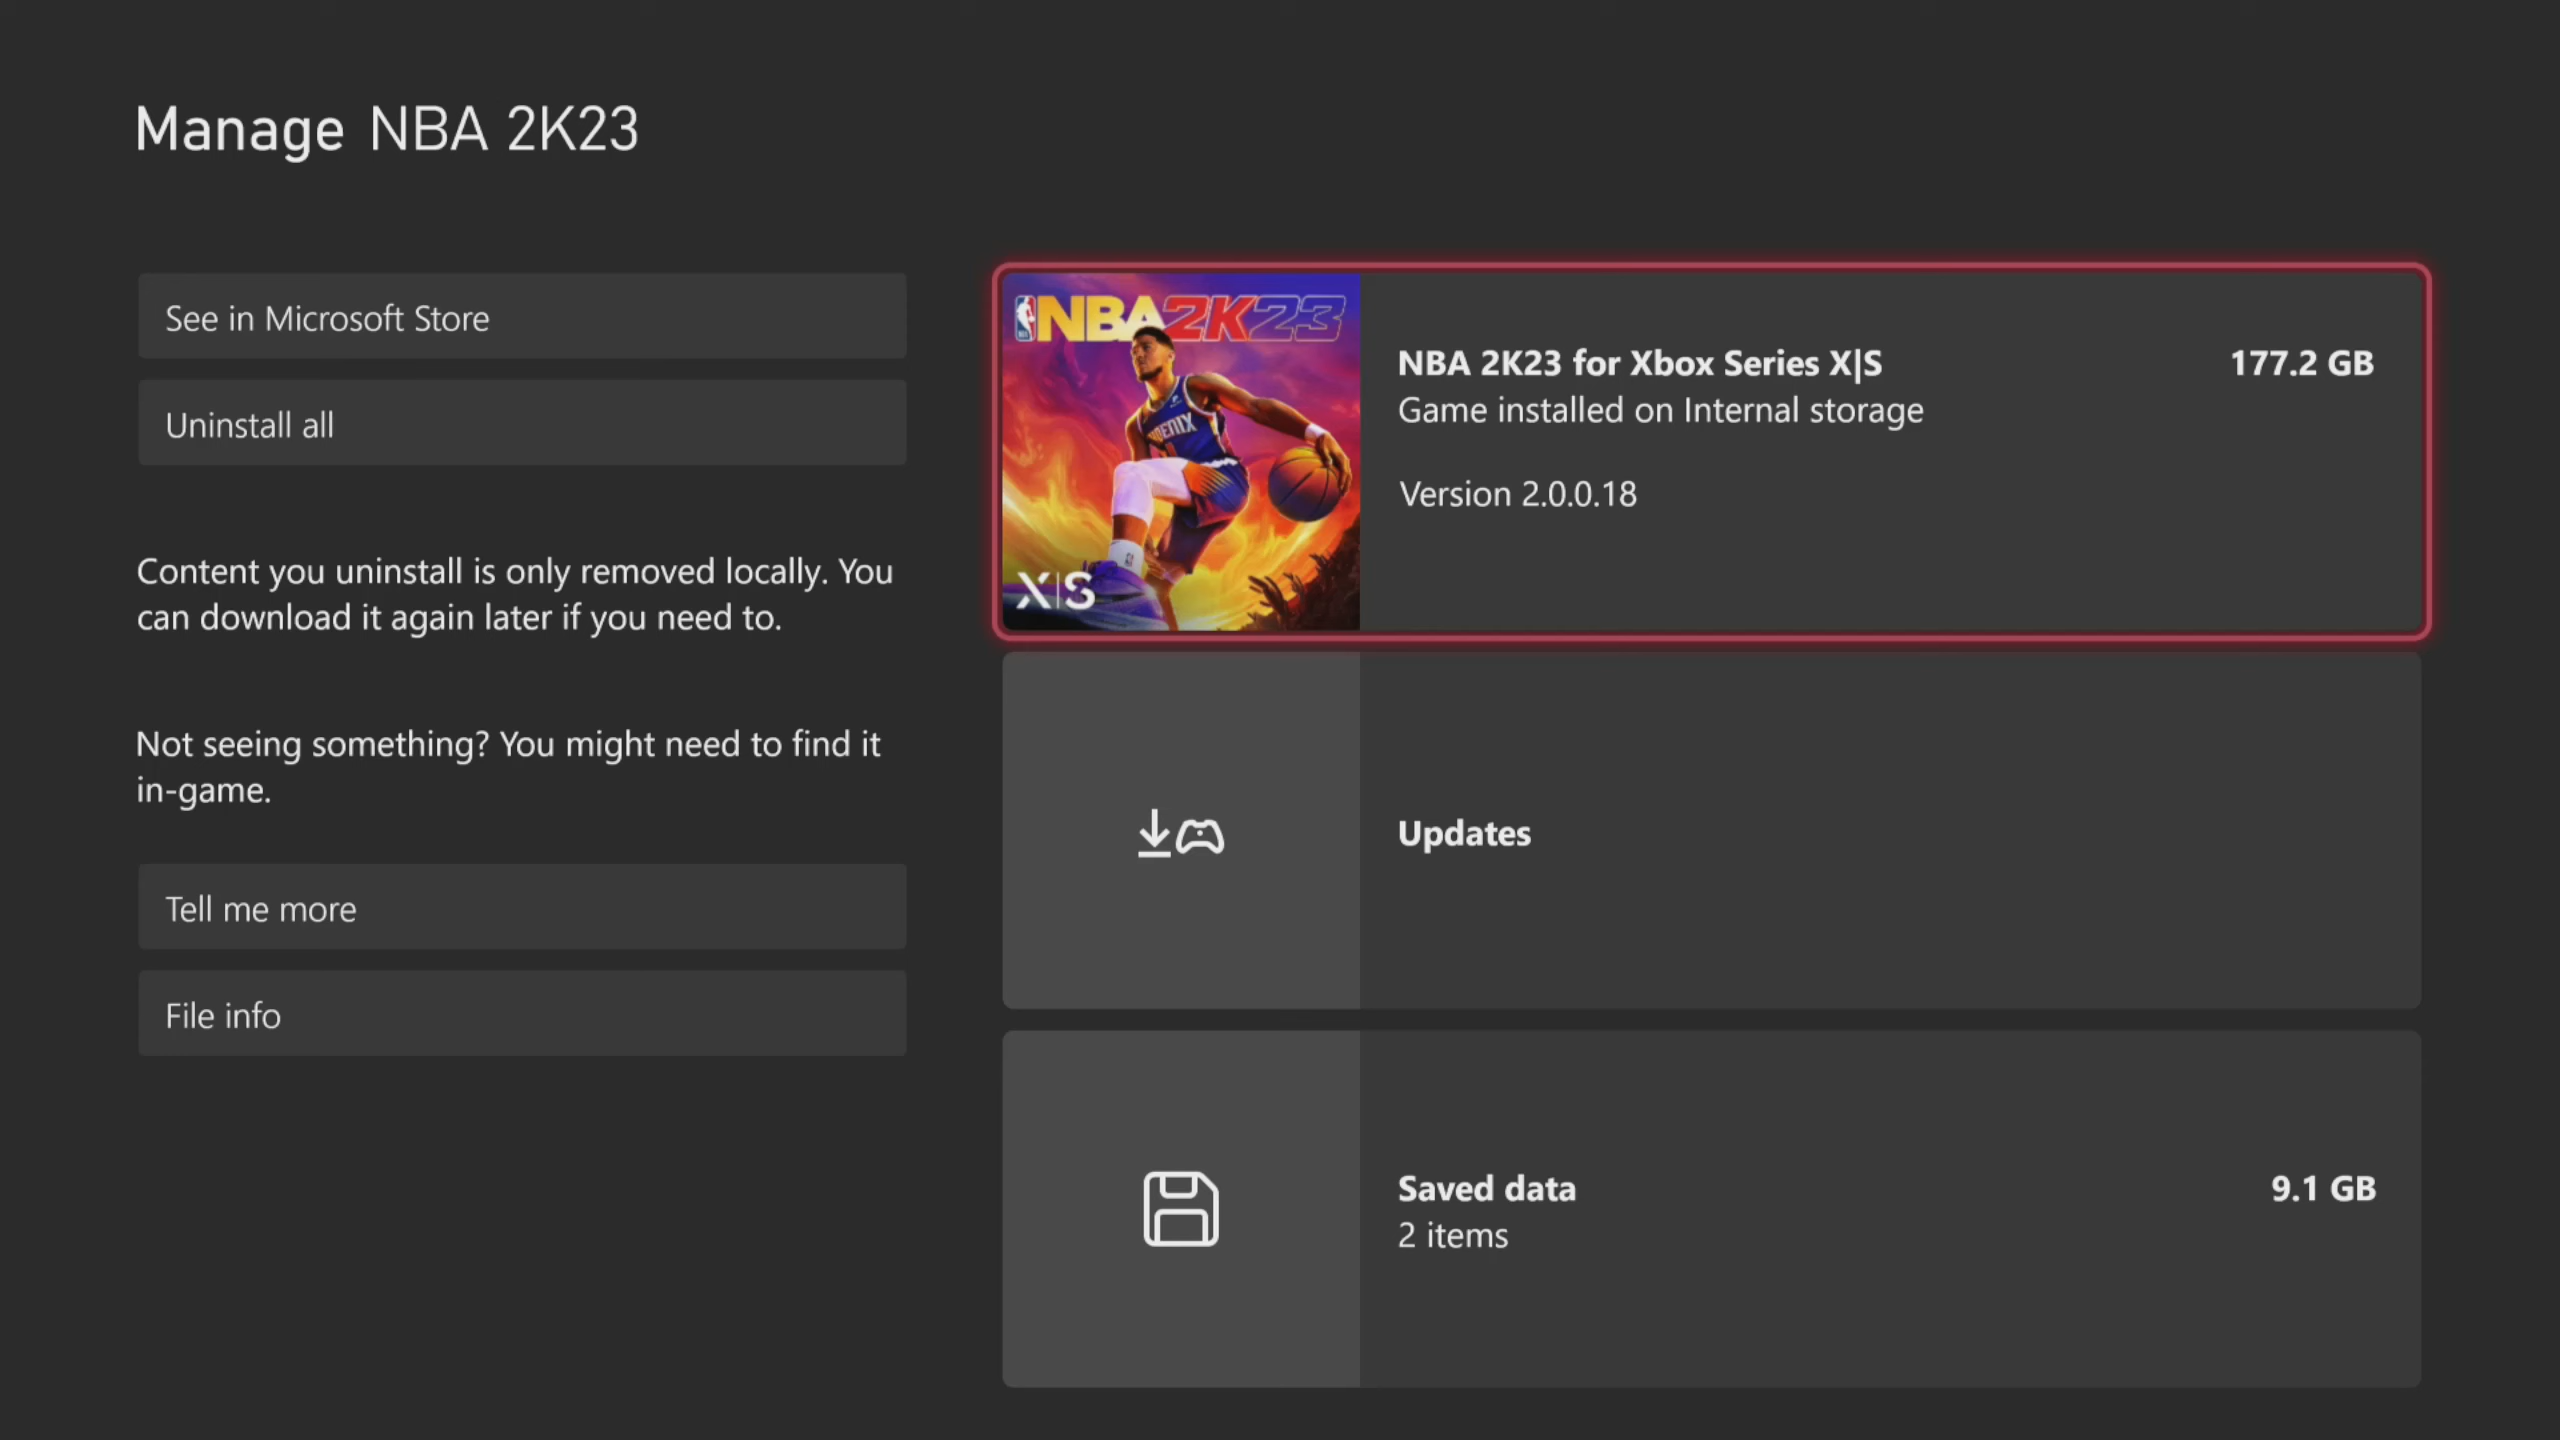 Manage NBA 2K23
See in Microsoft Store
Uninstall all
Content you uninstall is only removed locally. You
can download it again later if you need to.
Not seeing something? You might need to find it
in-game.
Tell me more
File info
NBA 2K23
PHOENIX
X|S
NBA 2K23 for Xbox Series X|S
177.2 GB
Game installed on Internal storage
Version 2.0.0.18
Updates
Saved data
9.1 GB
2 items